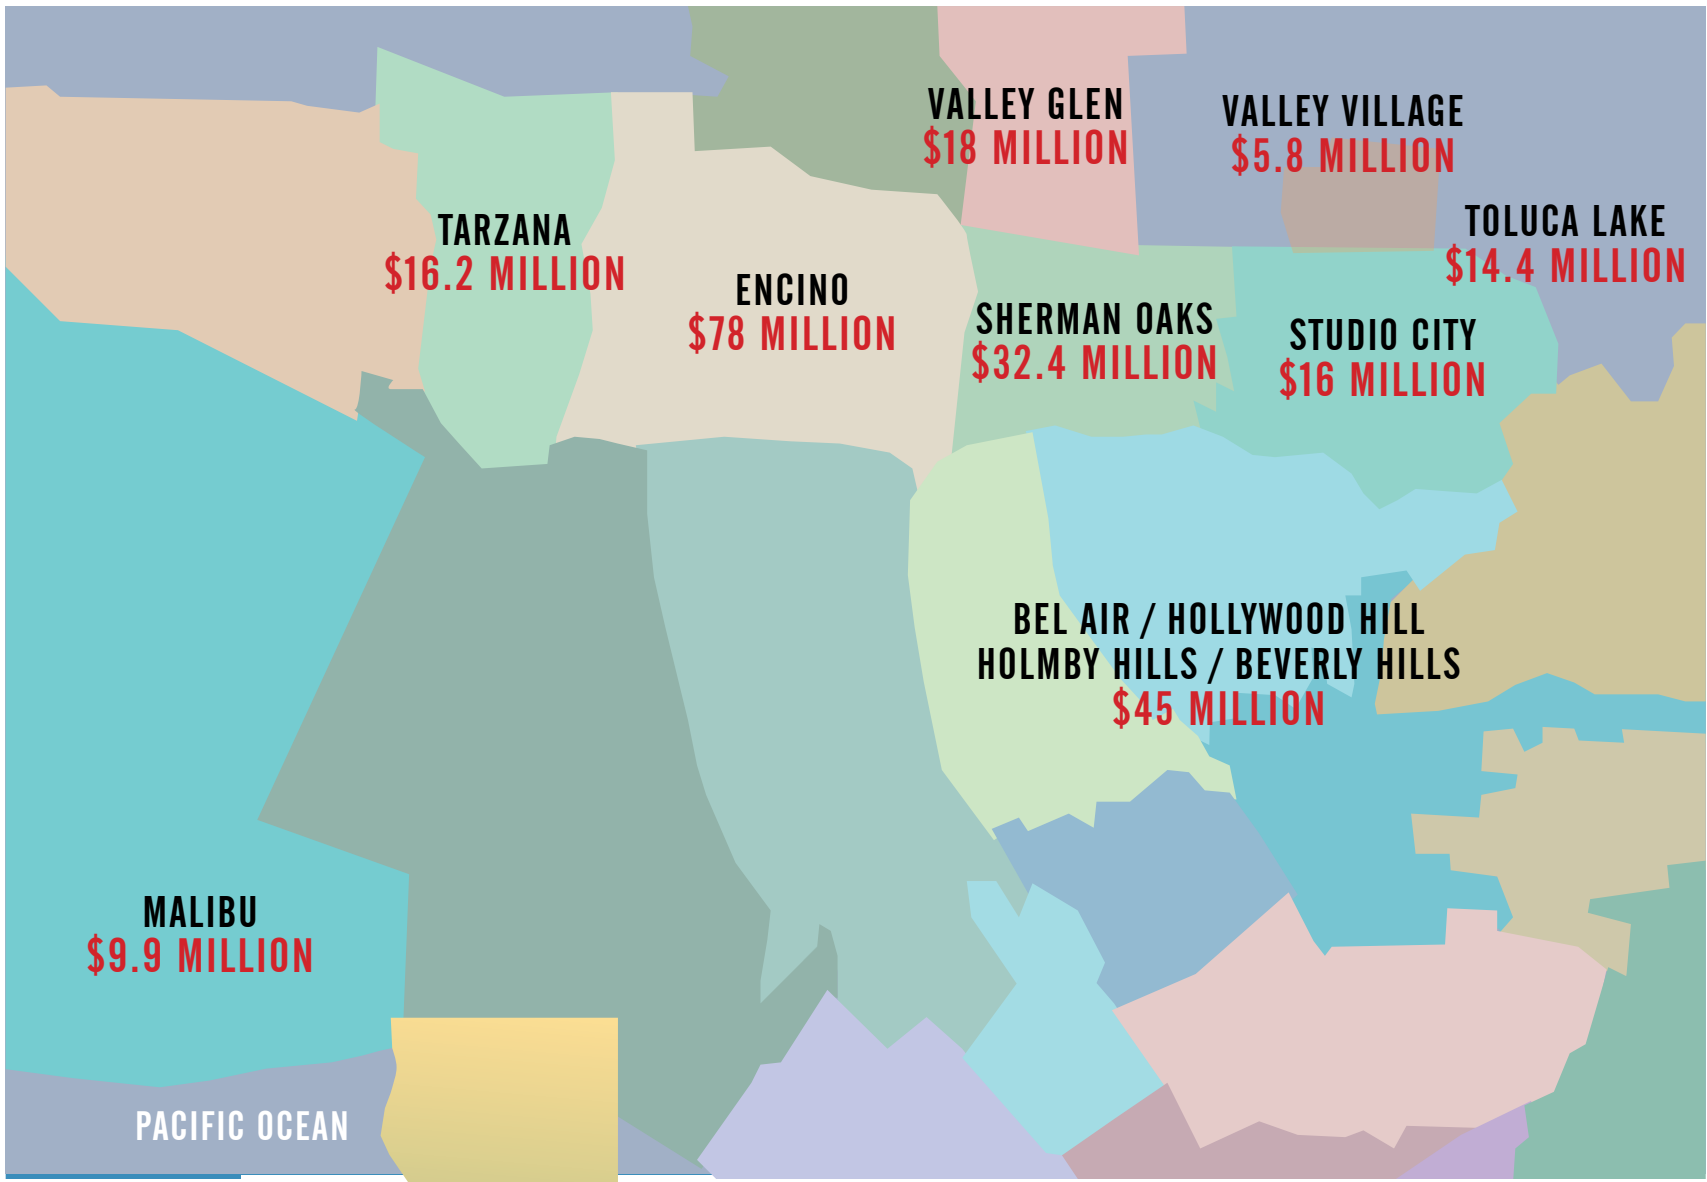 VALLEY GLEN
$18 MILLION
VALLEY VILLAGE
$5.8 MILLION
TARZANA
$16.2 MILLION
TOLUCA LAKE
$14.4 MILLION
ENCINO
$78 MILLION
SHERMAN OAKS
$32.4 MILLION
STUDIO CITY
$16 MILLION
BEL AIR / HOLLYWOOD HILL
HOLMBY HILLS / BEVERLY HILLS
$45 MILLION
MALIBU
$9.9 MILLION
PACIFIC OCEAN